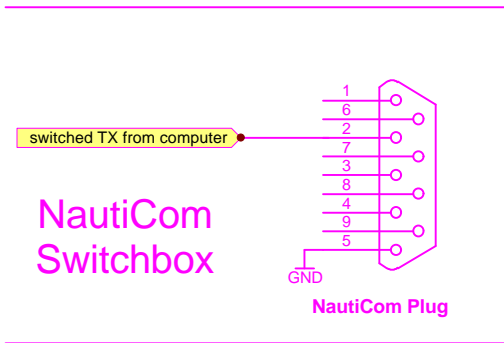 1
6
switched TX from computer 2
7
3
8
NautiCom
4
9
Switchbox
5
GND
NautiCom Plug